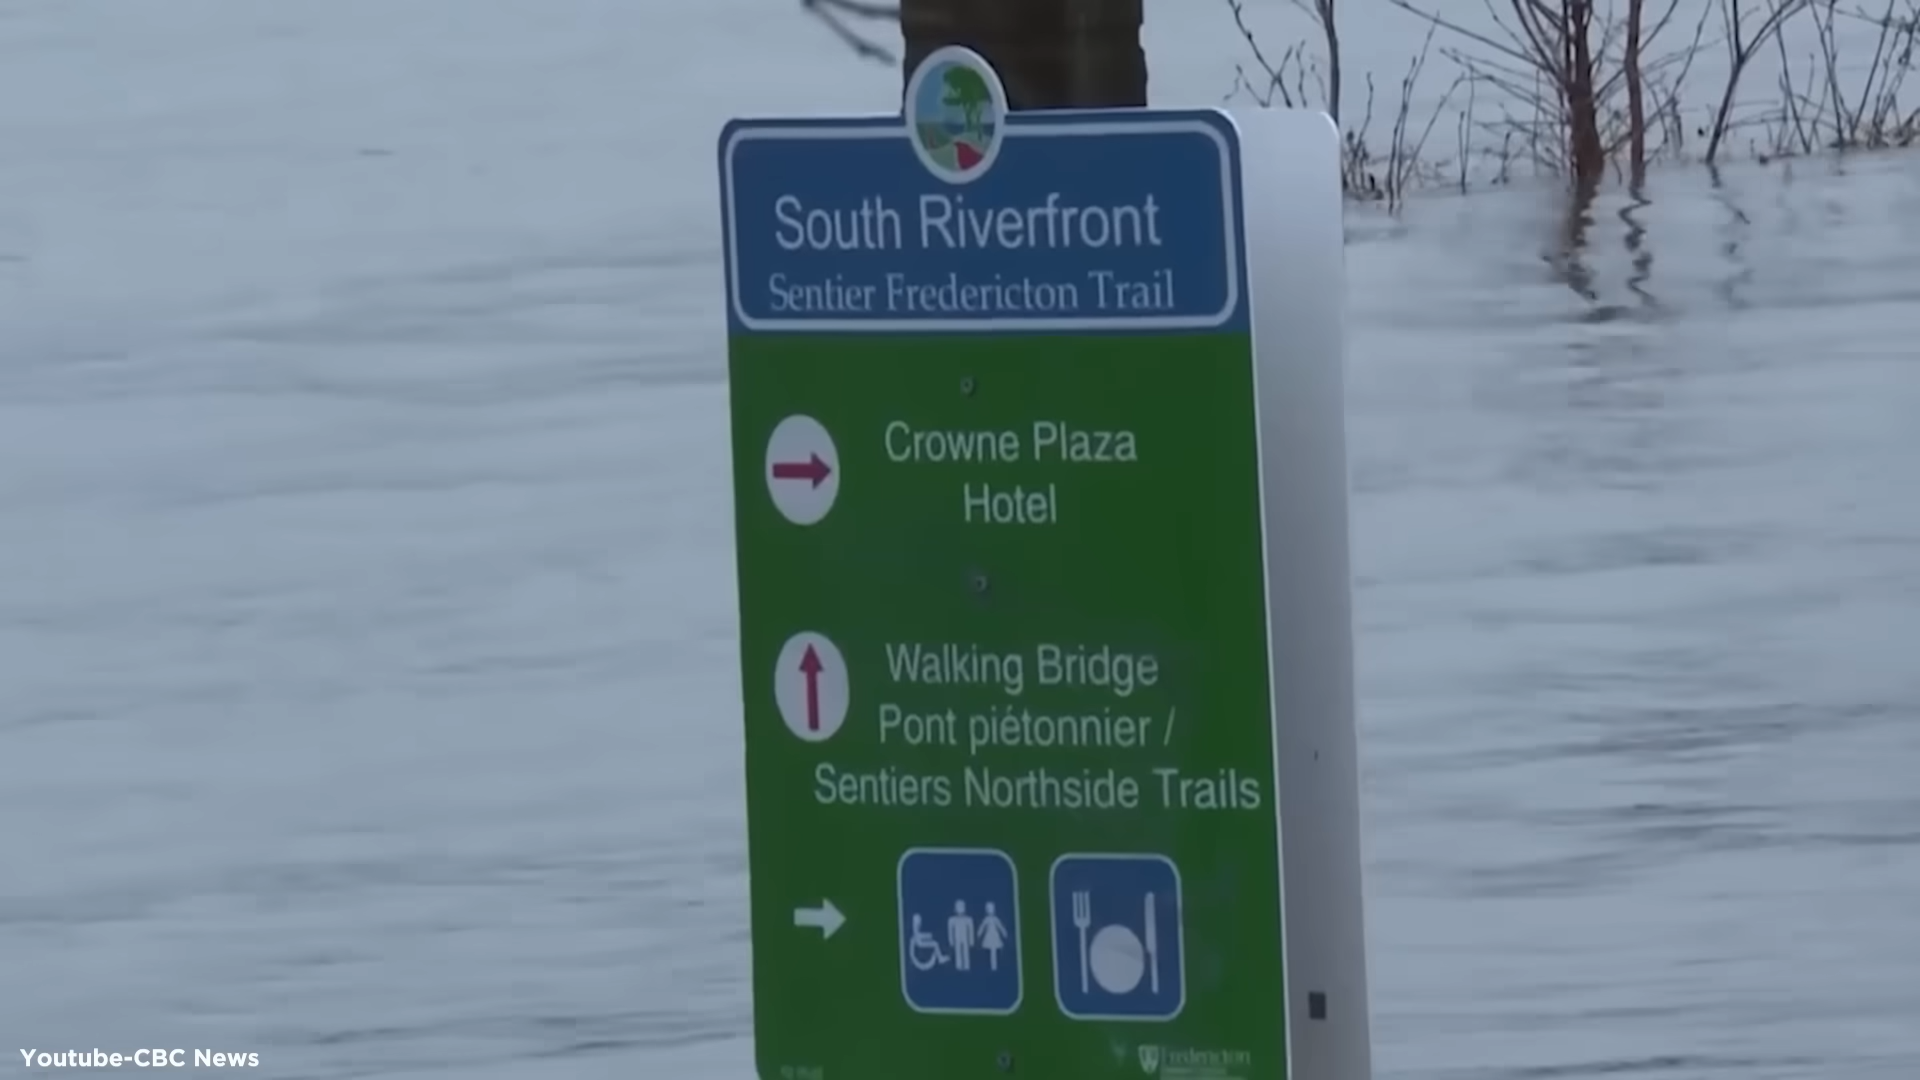 South Riverfront
Sentier Fredericton Trail
Crowne Plaza
Hotel
Walking Bridge
Pont piétonnier /
Sentiers Northside Trails
Fredericton
Youtube-CBC News